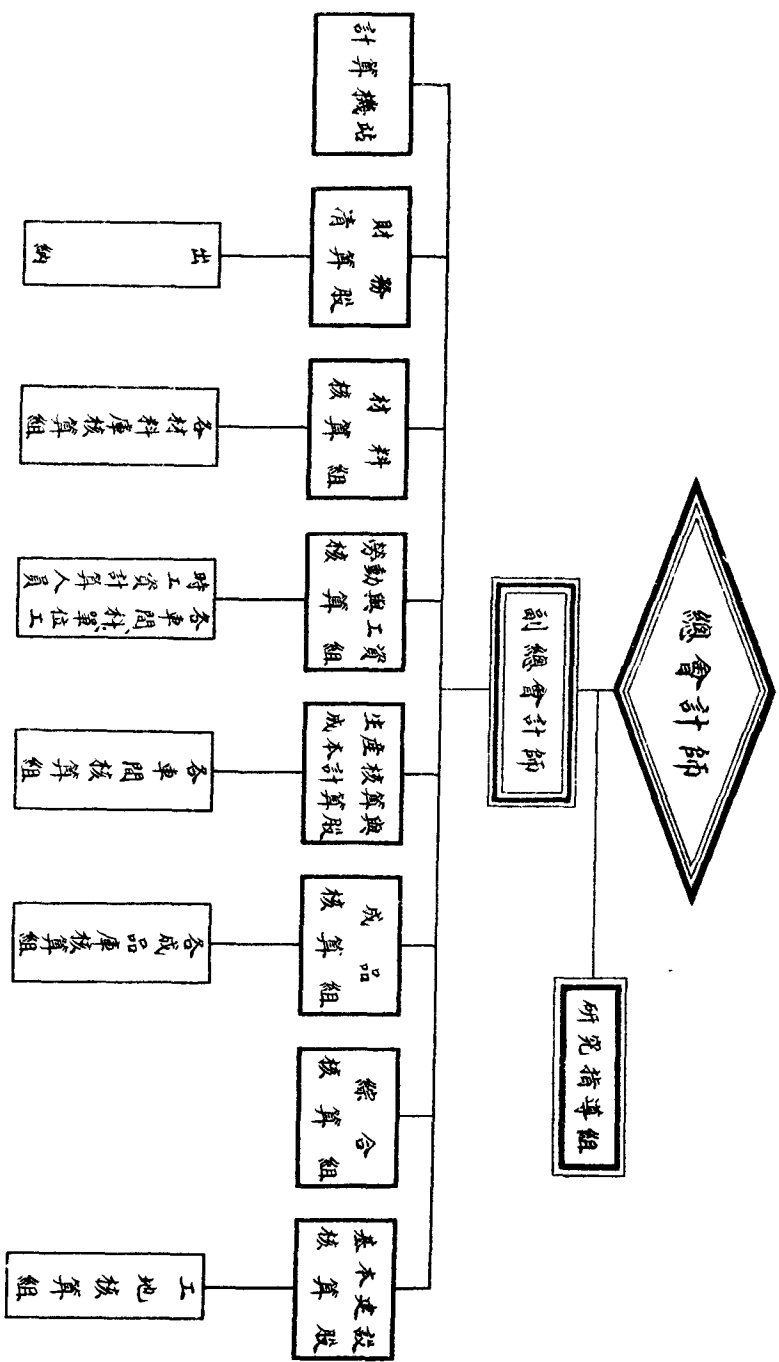 總會計師
研究指導組
副總會計師
計算機站
財務
清算股
材料
核算組
勞動與工資
核算組
生產核算與
成本計算股
成品
核算組
綜合
核算組
基本建設
核算股
出納
各材料庫核算組
各車間、科、單位工
時工資計算人員
各車間核算組
各成品庫核算組
工地核算組